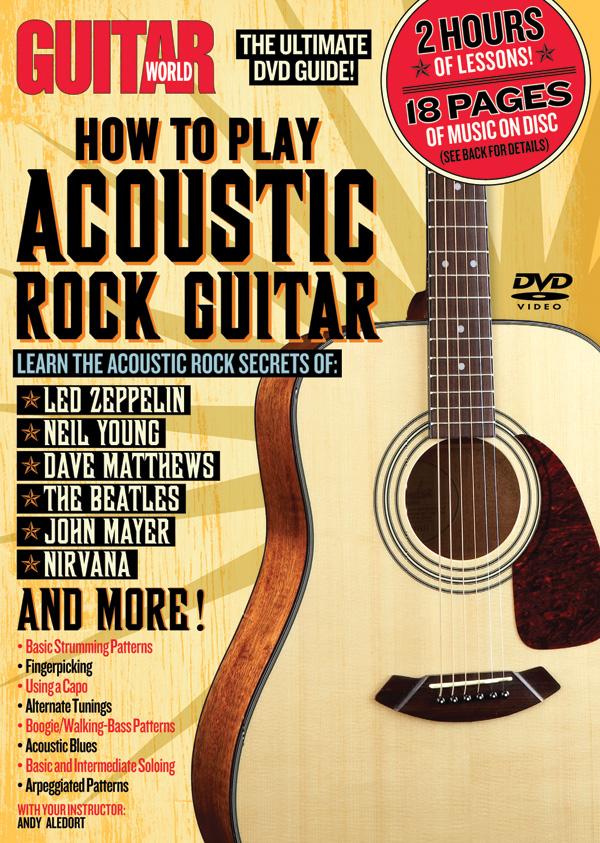 GUITAR
WORLD
THE ULTIMATE
DVD GUIDE!
2 HOURS
OF LESSONS!
18 PAGES
OF MUSIC ON DISC
(SEE BACK FOR DETAILS)
HOW TO PLAY
ACOUSTIC
ROCK GUITAR
DVD
VIDEO
LEARN THE ACOUSTIC ROCK SECRETS OF:
LED ZEPPELIN
NEIL YOUNG
DAVE MATTHEWS
THE BEATLES
JOHN MAYER
NIRVANA
AND MORE!
• Basic Strumming Patterns
• Fingerpicking
• Using a Capo
• Alternate Tunings
• Boogie/Walking-Bass Patterns
• Acoustic Blues
• Basic and Intermediate Soloing
• Arpeggiated Patterns
WITH YOUR INSTRUCTOR:
ANDY ALEDORT